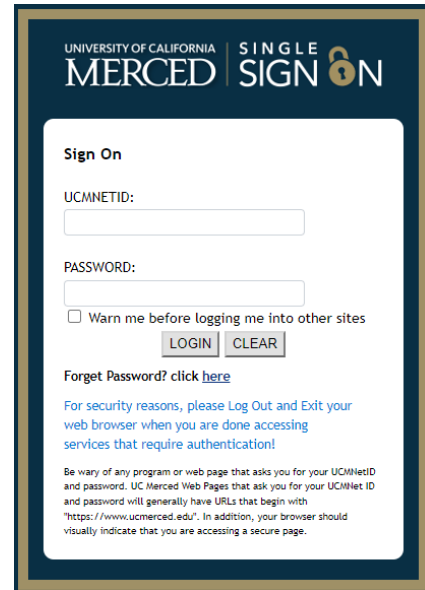 UNIVERSITY OF CALIFORNIA
MERCED
SINGLE
SIGN ON
Sign On
UCMNETID:
PASSWORD:
Warn me before logging me into other sites
LOGIN CLEAR
Forget Password? click here
For security reasons, please Log Out and Exit your
web browser when you are done accessing
services that require authentication!
Be wary of any program or web page that asks you for your UCMNetID
and password. UC Merced Web Pages that ask you for your UCMNet ID
and password will generally have URLs that begin with
"https://www.ucmerced.edu". In addition, your browser should
visually indicate that you are accessing a secure page.